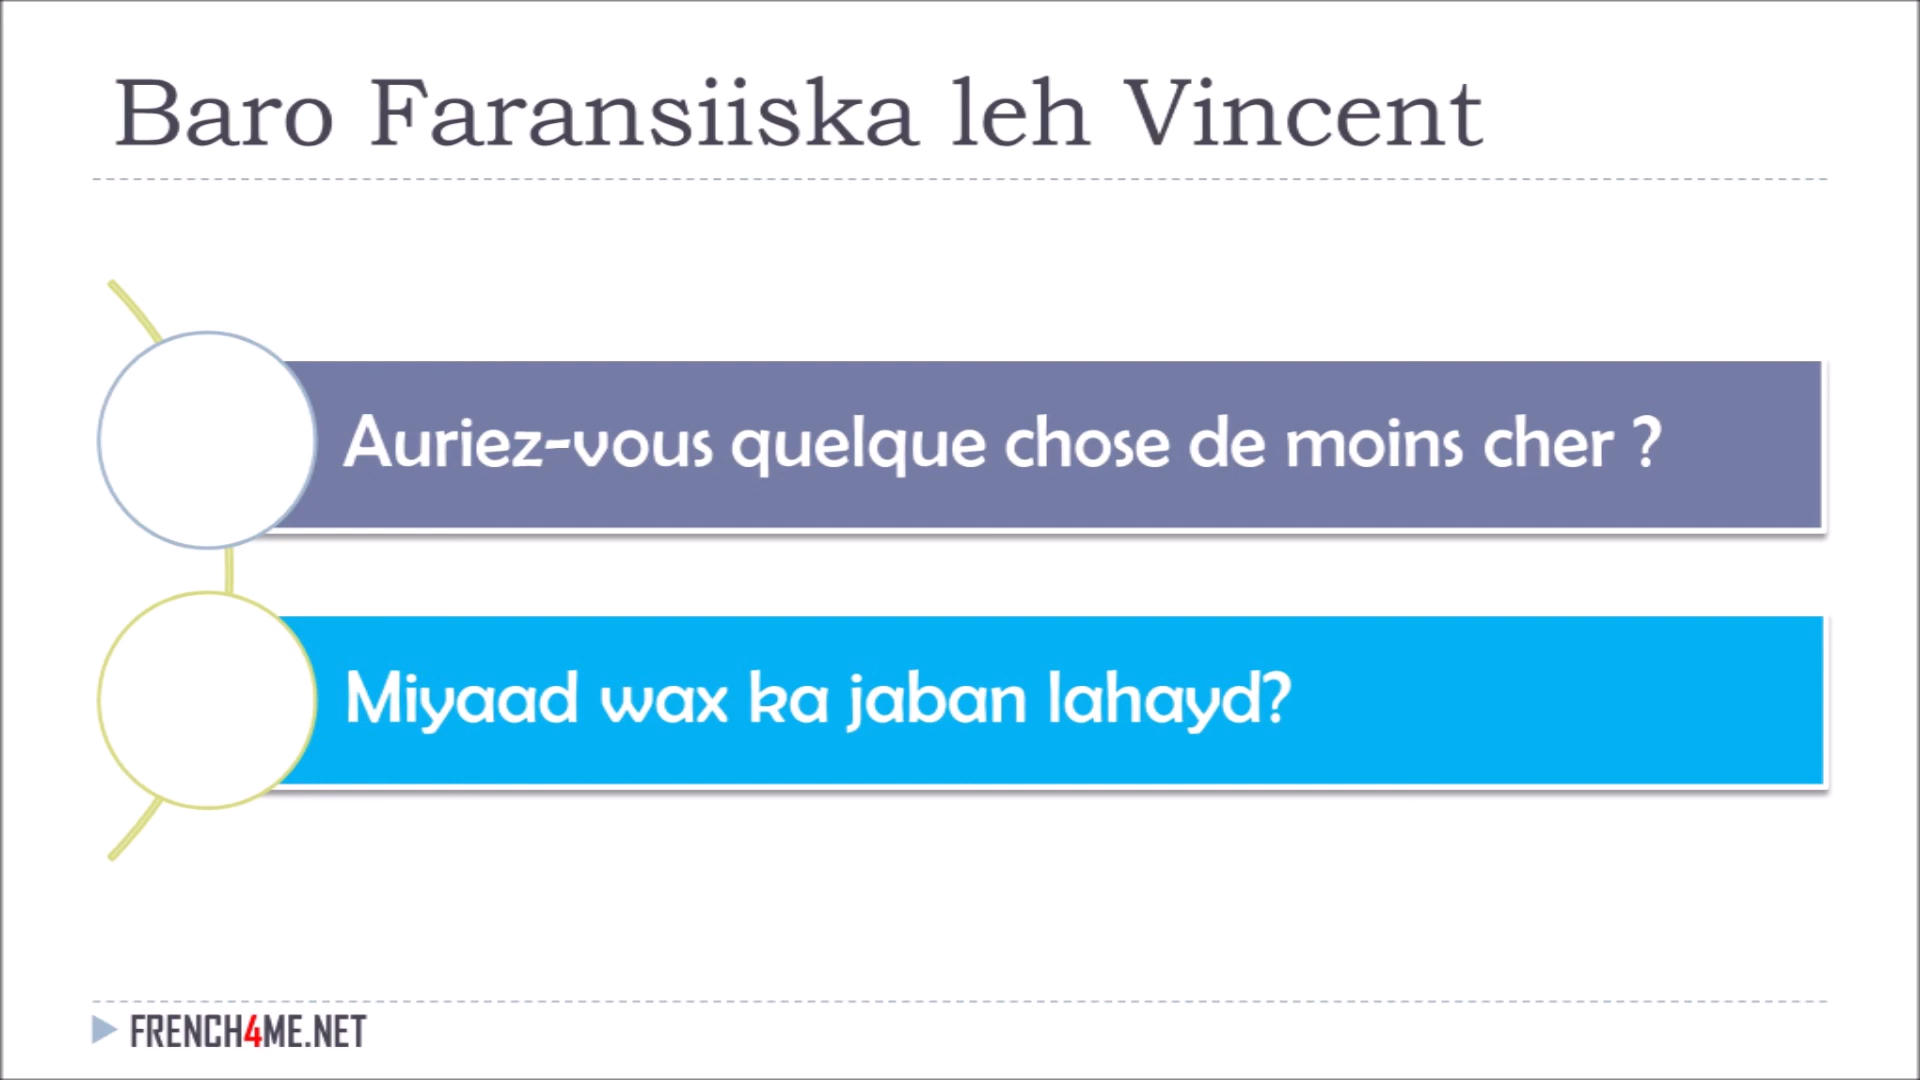 Baro Faransiiska leh Vincent
Auriez-vous quelque chose de moins cher ?
Miyaad wax ka jaban lahayd?
FRENCH4ME.NET